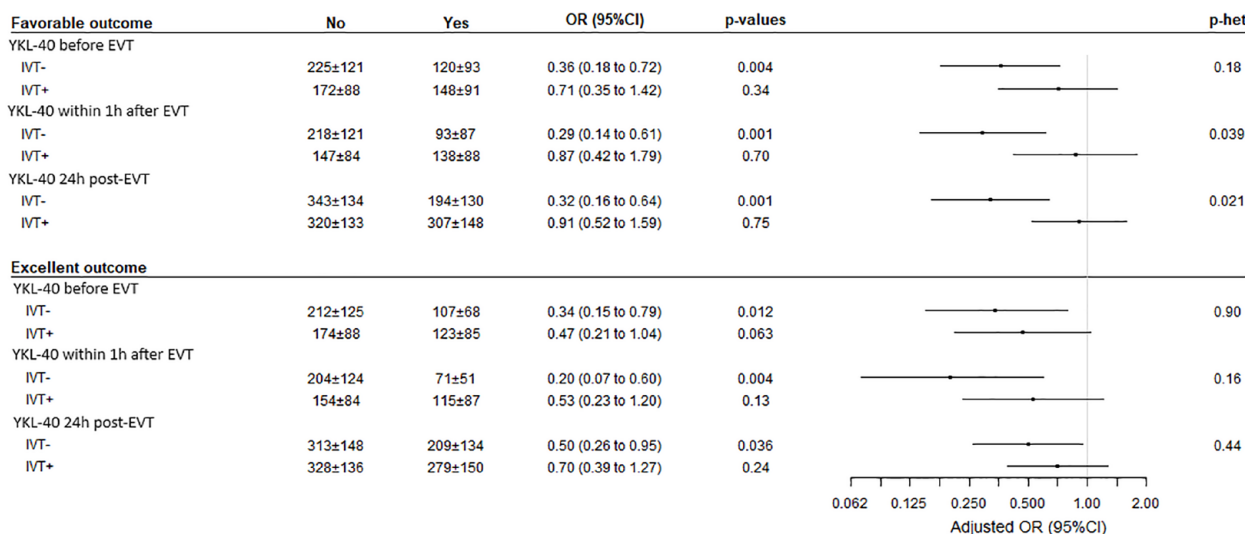 Favorable outcome No Yes OR (95%CI) p-values p-het
YKL-40 before EVT
IVT- 225±121 120±93 0.36 (0.18 to 0.72) 0.004 0.18
IVT+ 172±88 148±91 0.71 (0.35 to 1.42) 0.34
YKL-40 within 1h after EVT
IVT- 218±121 93±87 0.29 (0.14 to 0.61) 0.001 0.039
IVT+ 147±84 138±88 0.87 (0.42 to 1.79) 0.70
YKL-40 24h post-EVT
IVT- 343±134 194±130 0.32 (0.16 to 0.64) 0.001 0.021
IVT+ 320±133 307±148 0.91 (0.52 to 1.59) 0.75
Excellent outcome
YKL-40 before EVT
IVT- 212±125 107±68 0.34 (0.15 to 0.79) 0.012 0.90
IVT+ 174±88 123±85 0.47 (0.21 to 1.04) 0.063
YKL-40 within 1h after EVT
IVT- 204±124 71±51 0.20 (0.07 to 0.60) 0.004 0.16
IVT+ 154±84 115±87 0.53 (0.23 to 1.20) 0.13
YKL-40 24h post-EVT
IVT- 313±148 209±134 0.50 (0.26 to 0.95) 0.036 0.44
IVT+ 328±136 279±150 0.70 (0.39 to 1.27) 0.24
0.062 0.125 0.250 0.500 1.00 2.00
Adjusted OR (95%CI)